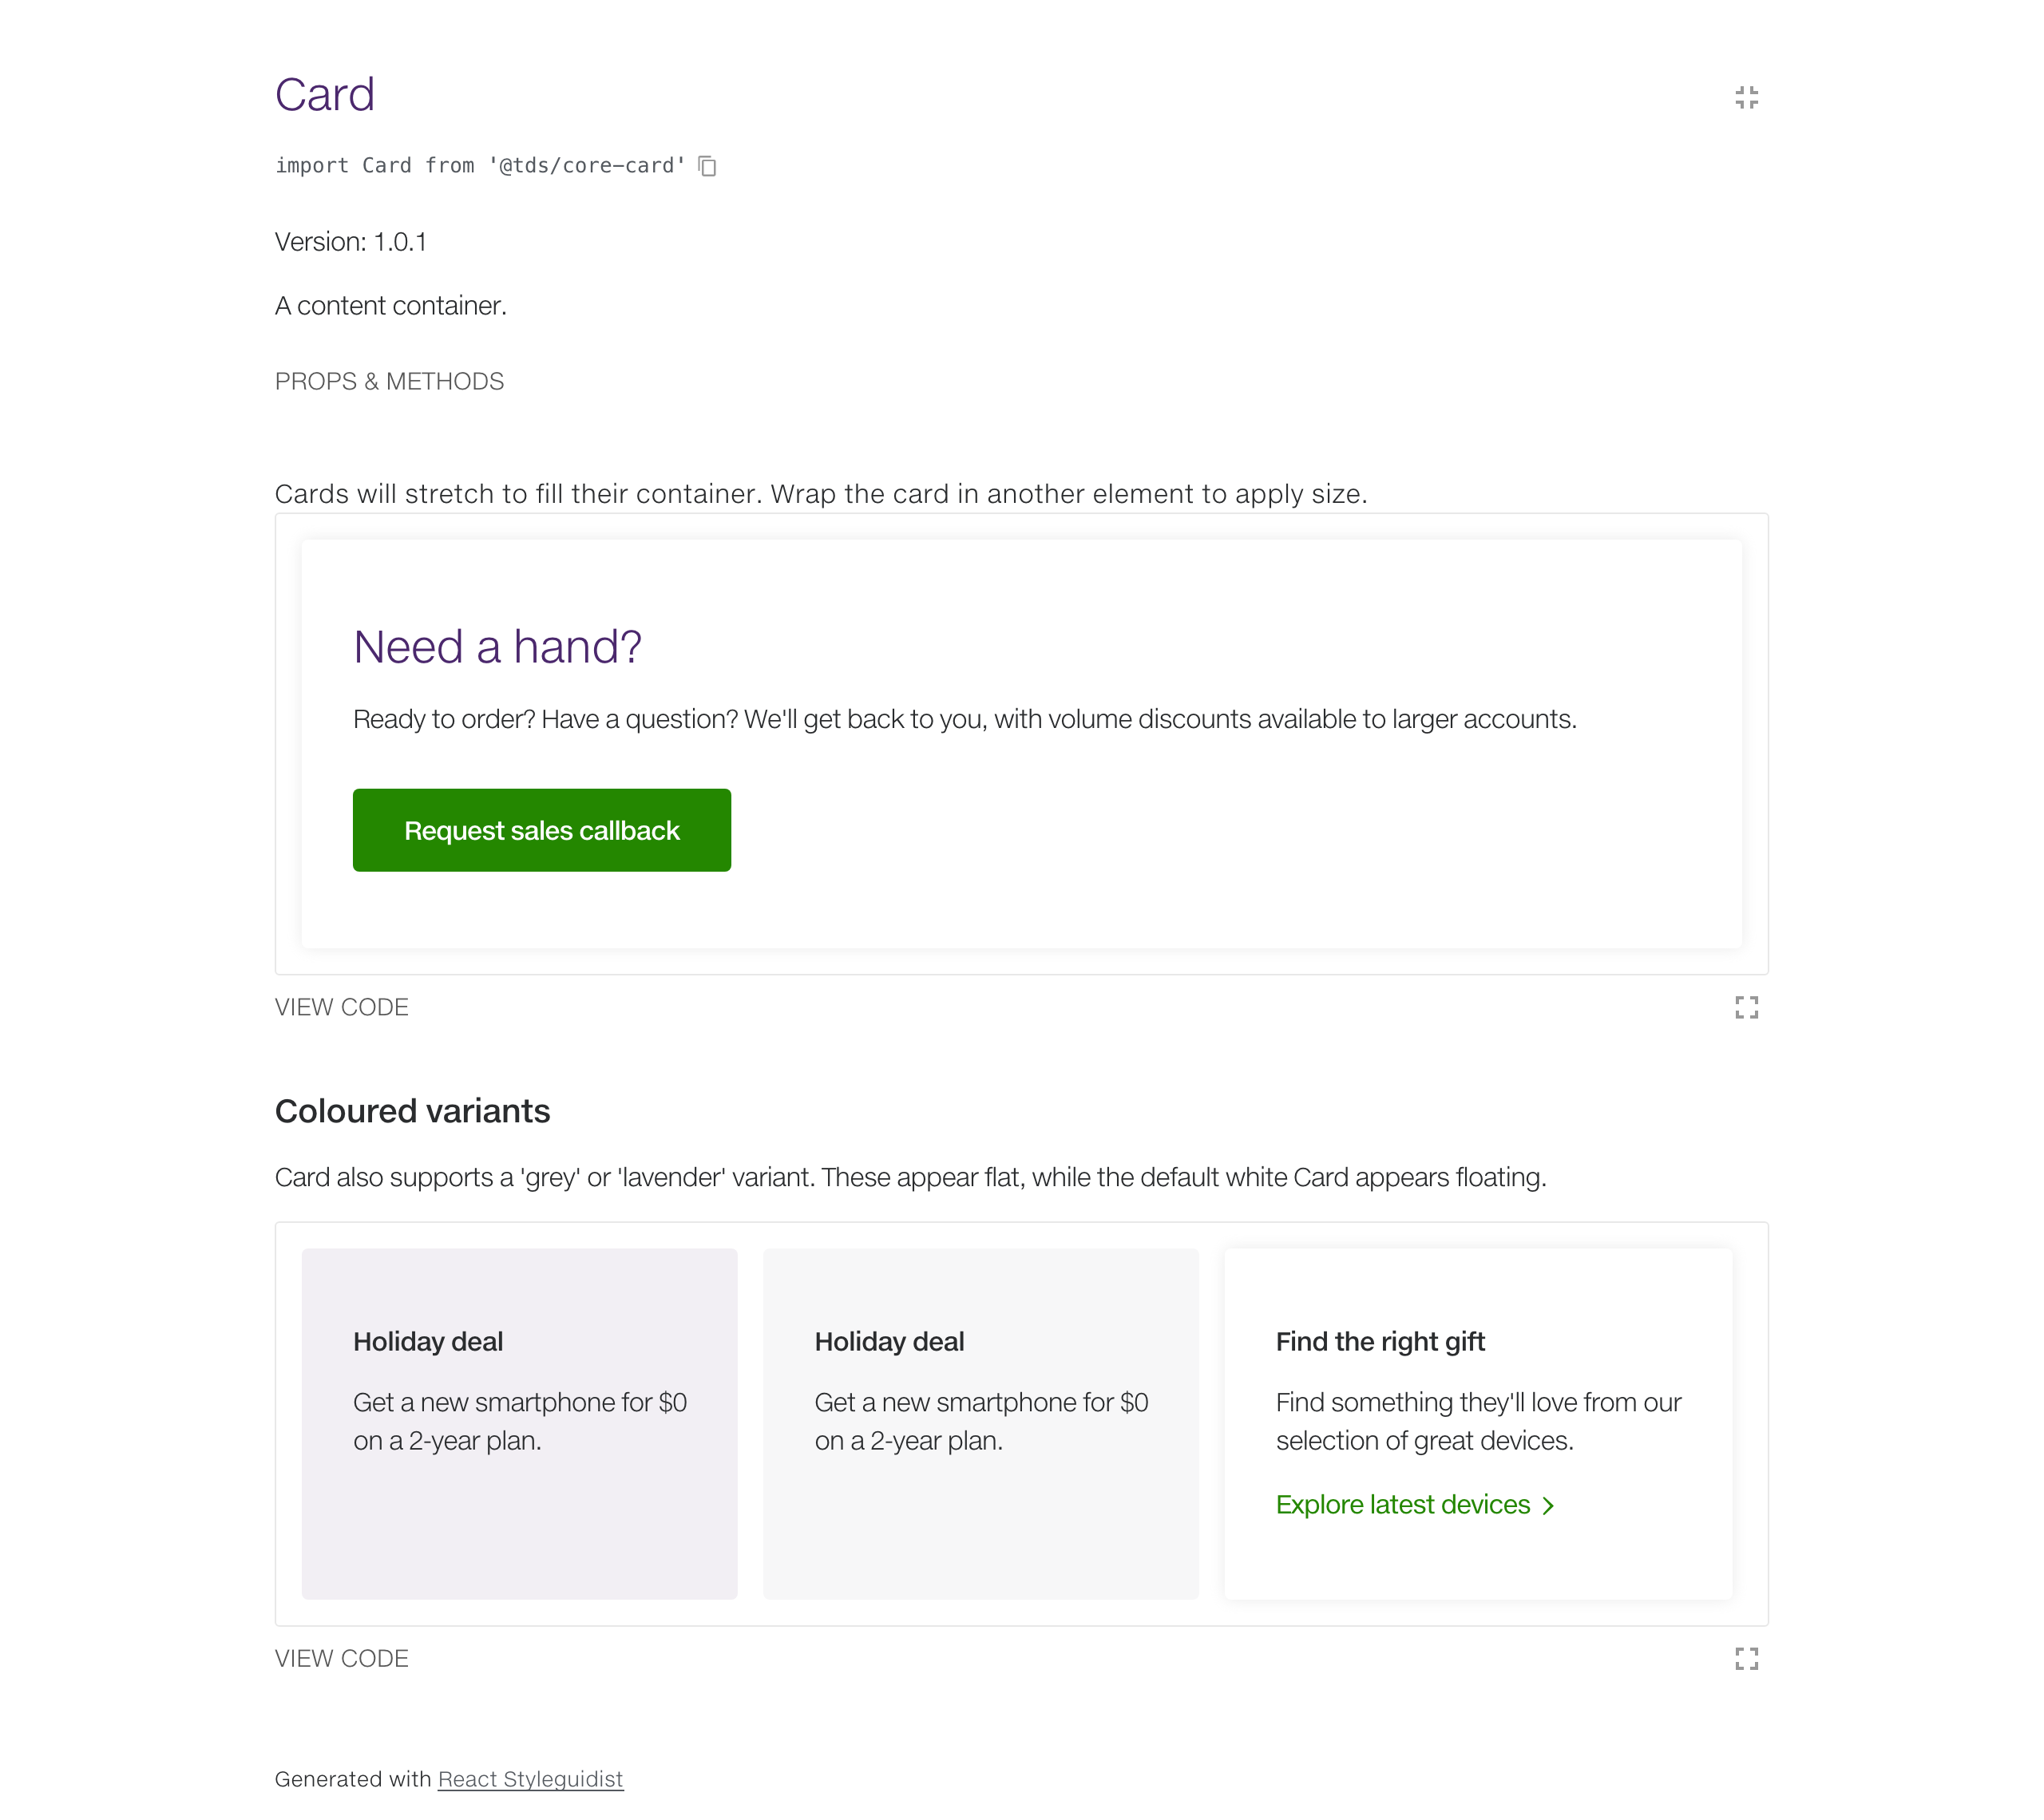 Card
import Card from '@tds/core-card'
Version: 1.0.1
A content container.
PROPS & METHODS
Cards will stretch to fill their container. Wrap the card in another element to apply size.
Need a hand?
Ready to order? Have a question? We'll get back to you, with volume discounts available to larger accounts.
Request sales callback
VIEW CODE
Coloured variants
Card also supports a 'grey' or 'lavender' variant. These appear flat, while the default white Card appears floating.
Holiday deal
Get a new smartphone for $0
on a 2-year plan.
Holiday deal
Get a new smartphone for $0
on a 2-year plan.
Find the right gift
Find something they'll love from our
selection of great devices.
Explore latest devices
VIEW CODE
Generated with React Styleguidist